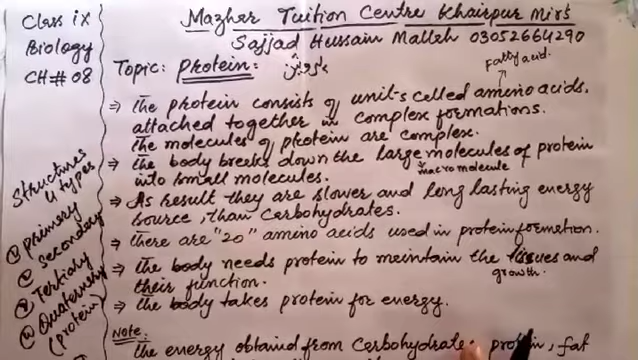 Class ix
Biology
CH# 08
Mazher Tuition Centre Khairpur Mirs
Sajjad Hussain Malleh 03052664290
Topic: Protein:
Fatty acid.
⇒ The protein consists of unit-s called amino acids,
attached together in complex formations.
The molecules of protein are complex.
⇒ The body breaks down the large molecules of protein
macromolecule
into small molecules.
⇒ As result they are slower and long lasting energy
source, than Carbohydrates.
⇒ There are "20" amino acids used in protein formation.
⇒ The body needs protein to maintain the tissues and
growth.
their function.
⇒ The body takes protein for energy.
Note:
The energy obtained from Carbohydrate, protein, fat
Structures
4 types
① Primary
② Secondary
③ Tertiary
④ Quaternary
(protein)